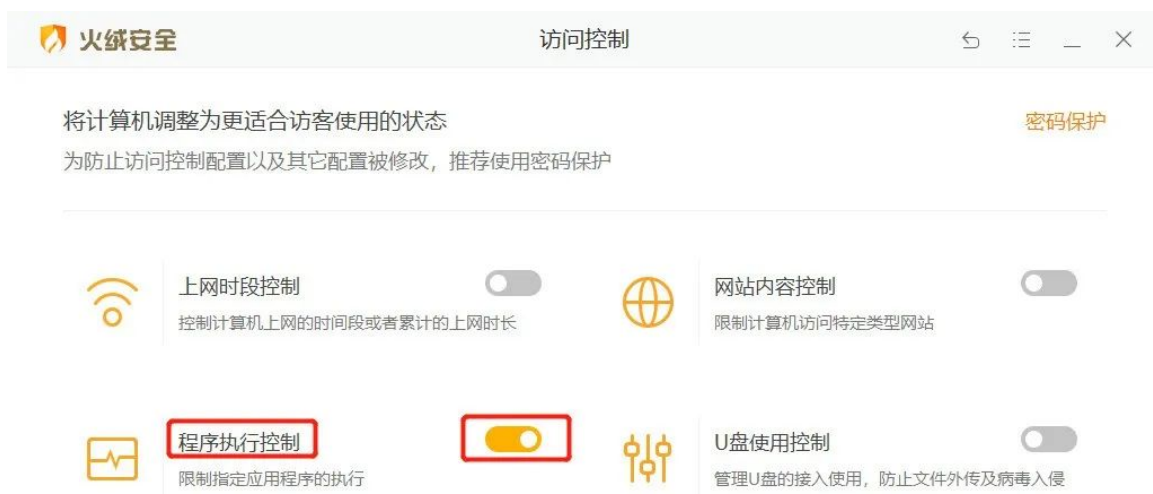 火绒安全
访问控制
将计算机调整为更适合访客使用的状态
密码保护
为防止访问控制配置以及其它配置被修改，推荐使用密码保护
上网时段控制
控制计算机上网的时间段或者累计的上网时长
网站内容控制
限制计算机访问特定类型网站
程序执行控制
限制指定应用程序的执行
U盘使用控制
管理U盘的接入使用，防止文件外传及病毒入侵